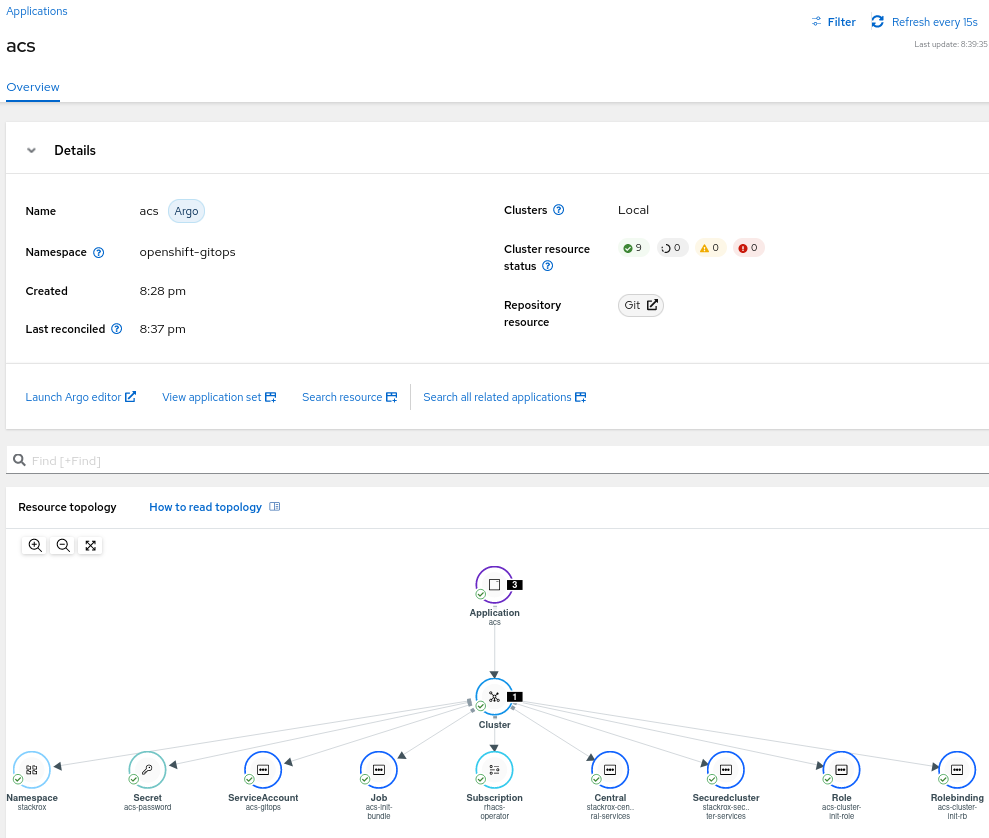 Applications
Filter
Refresh every 15s
acs
Last update: 8:39:35
Overview
Details
Name acs Argo
Namespace openshift-gitops
Created 8:28 pm
Last reconciled 8:37 pm
Clusters Local
Cluster resource
status
9 0 0 0
Repository
resource
Git
Launch Argo editor View application set Search resource Search all related applications
Find [+Find]
Resource topology How to read topology
3
Application
acs
1
Cluster
Namespace
stackrox
Secret
acs-password
ServiceAccount
acs-gitops
Job
acs-init-
bundle
Subscription
rhacs-
operator
Central
stackrox-cen..
ral-services
Securedcluster
stackrox-sec..
ter-services
Role
acs-cluster-
init-role
Rolebinding
acs-cluster-
init-rb